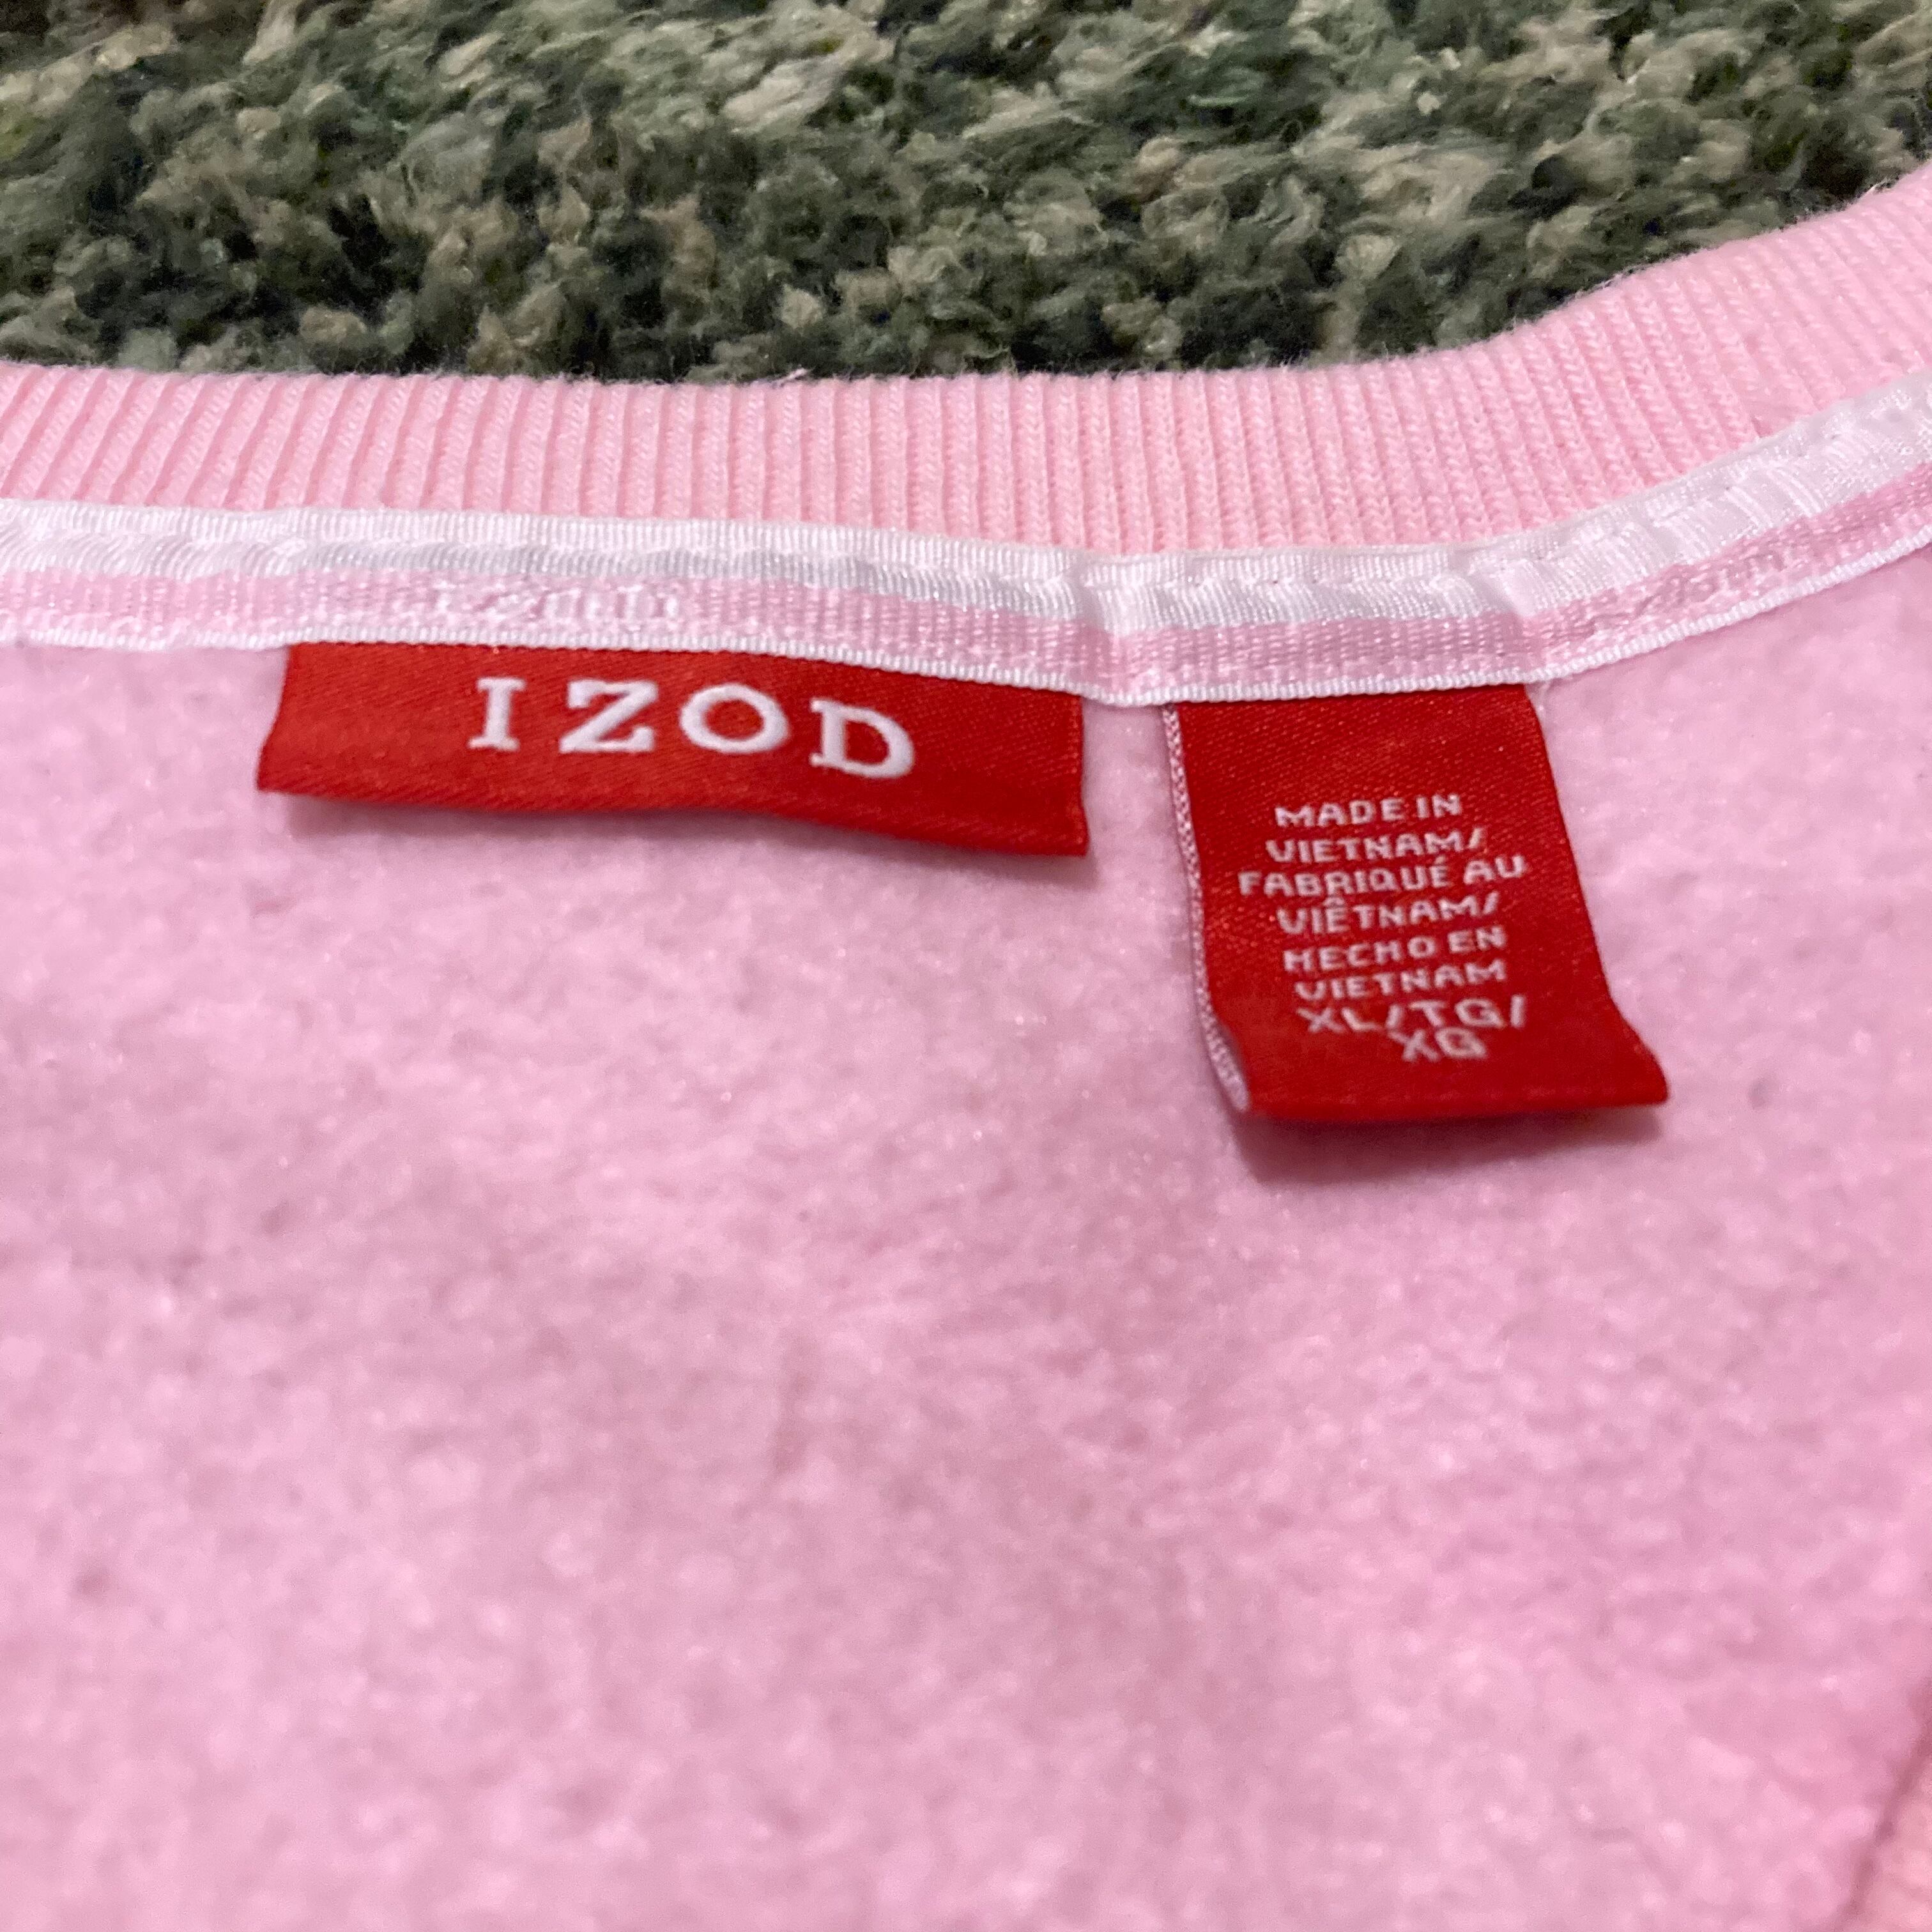 IZOD
MADE IN
VIETNAM/
FABRIQUÉ AU
VIÊTNAM/
HECHO EN
VIETNAM
XL/TG/
XG